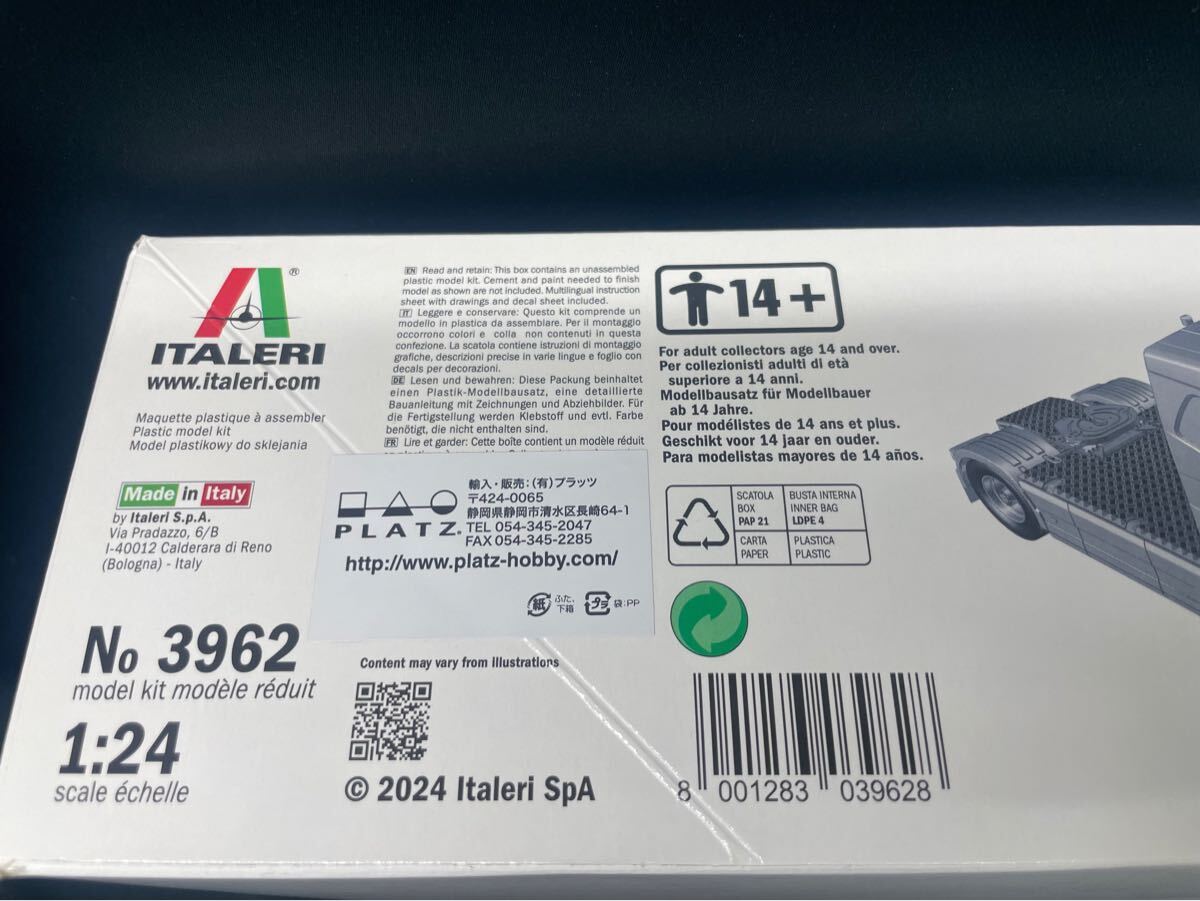 ITALERI
®
www.italeri.com
Maquette plastique à assembler
Plastic model kit
Model plastikowy do sklejania
Made in Italy
by Italeri S.p.A.
Via Pradazzo, 6/B
I-40012 Calderara di Reno
(Bologna) - Italy
No 3962
model kit modèle réduit
1:24
scale échelle
EN Read and retain: This box contains an unassembled
plastic model kit. Cement and paint needed to finish
model as shown are not included. Multilingual instruction
sheet with drawings and decal sheet included.
IT Leggere e conservare: Questo kit comprende un
modello in plastica da assemblare. Per il montaggio
occorrono colori e colla non contenuti in questa
confezione. La scatola contiene istruzioni di montaggio
grafiche, descrizioni precise in varie lingue e foglio con
decals per decorazioni.
DE Lesen und bewahren: Diese Packung beinhaltet
einen Plastik-Modellbausatz, eine detaillierte
Bauanleitung mit Zeichnungen und Abziehbilder. Für
die Fertigstellung werden Klebstoff und evtl. Farbe
benötigt, die nicht enthalten sind.
FR Lire et garder: Cette boîte contient un modèle réduit
PLATZ.
輸入・販売：(有)プラッツ
〒424-0065
静岡県静岡市清水区長崎64-1
TEL 054-345-2047
FAX 054-345-2285
http://www.platz-hobby.com/
紙
ふた、
下箱
プラ
袋：PP
Content may vary from illustrations
© 2024 Italeri SpA
14+
For adult collectors age 14 and over.
Per collezionisti adulti di età
superiore a 14 anni.
Modellbausatz für Modellbauer
ab 14 Jahre.
Pour modélistes de 14 ans et plus.
Geschikt voor 14 jaar en ouder.
Para modelistas mayores de 14 años.
SCATOLA
BOX
PAP 21
BUSTA INTERNA
INNER BAG
LDPE 4
CARTA
PAPER
PLASTICA
PLASTIC
8 001283 039628